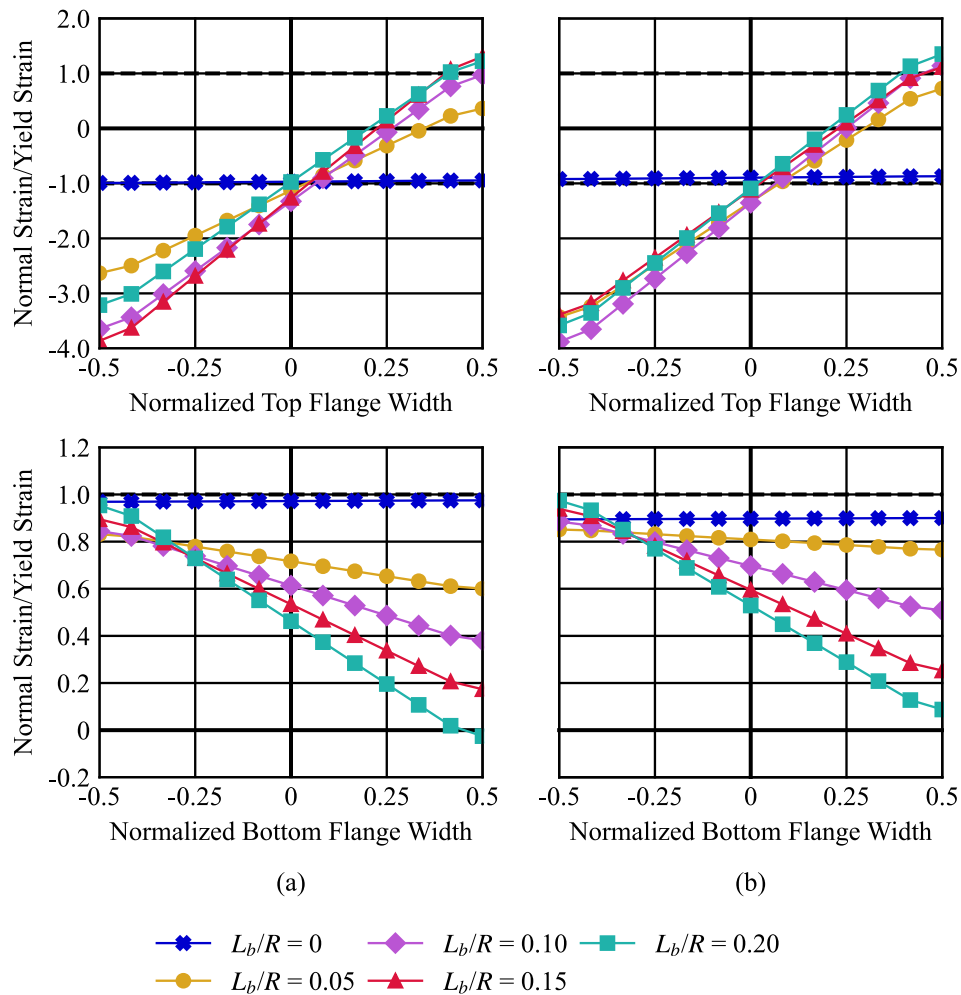 Normal Strain/Yield Strain
2.0
1.0
0
-1.0
-2.0
-3.0
-4.0
-0.5 -0.25 0 0.25 0.5
Normalized Top Flange Width
-0.5 -0.25 0 0.25 0.5
Normalized Top Flange Width
Normal Strain/Yield Strain
1.2
1.0
0.8
0.6
0.4
0.2
0
-0.2
-0.5 -0.25 0 0.25 0.5
Normalized Bottom Flange Width
-0.5 -0.25 0 0.25 0.5
Normalized Bottom Flange Width
(a) (b)
L_b/R = 0 L_b/R = 0.10 L_b/R = 0.20
L_b/R = 0.05 L_b/R = 0.15